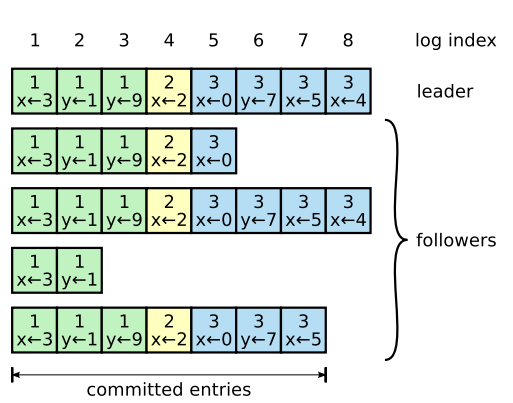 1 2 3 4 5 6 7 8 log index
1 1 1 2 3 3 3 3
x←3 y←1 y←9 x←2 x←0 y←7 x←5 x←4
leader
1 1 1 2 3
x←3 y←1 y←9 x←2 x←0
1 1 1 2 3 3 3 3
x←3 y←1 y←9 x←2 x←0 y←7 x←5 x←4
followers
1 1
x←3 y←1
1 1 1 2 3 3 3
x←3 y←1 y←9 x←2 x←0 y←7 x←5
committed entries